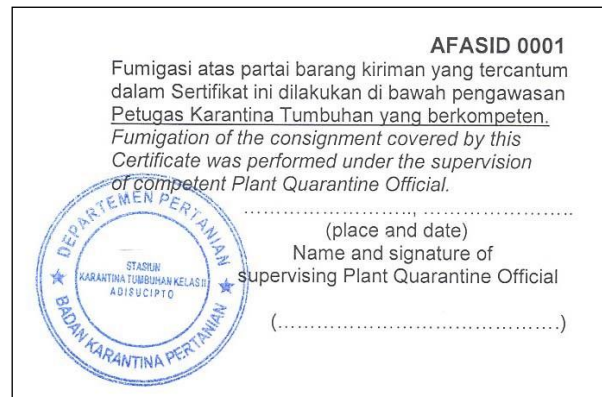 AFASID 0001
Fumigasi atas partai barang kiriman yang tercantum
dalam Sertifikat ini dilakukan di bawah pengawasan
Petugas Karantina Tumbuhan yang berkompeten.
Fumigation of the consignment covered by this
Certificate was performed under the supervision
of competent Plant Quarantine Official.
........................., .......................
(place and date)
Name and signature of
supervising Plant Quarantine Official
(.......................................)
DEPARTEMEN PERTANIAN
STASIUN
KARANTINA TUMBUHAN KELAS II
ADISUCIPTO
BADAN KARANTINA PERTANIAN